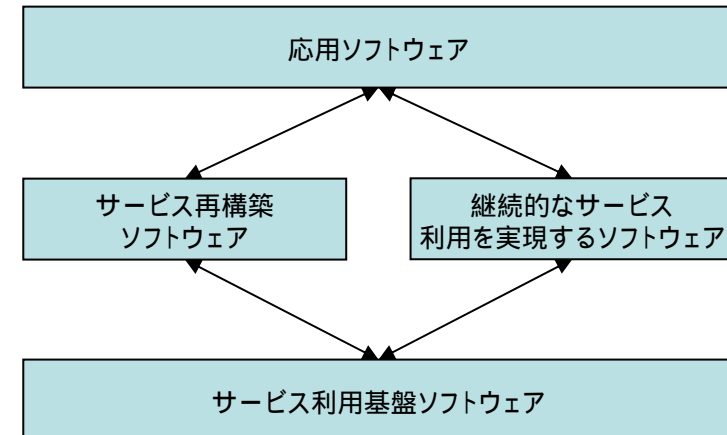 応用ソフトウェア
サービス再構築
ソフトウェア
継続的なサービス
利用を実現するソフトウェア
サービス利用基盤ソフトウェア